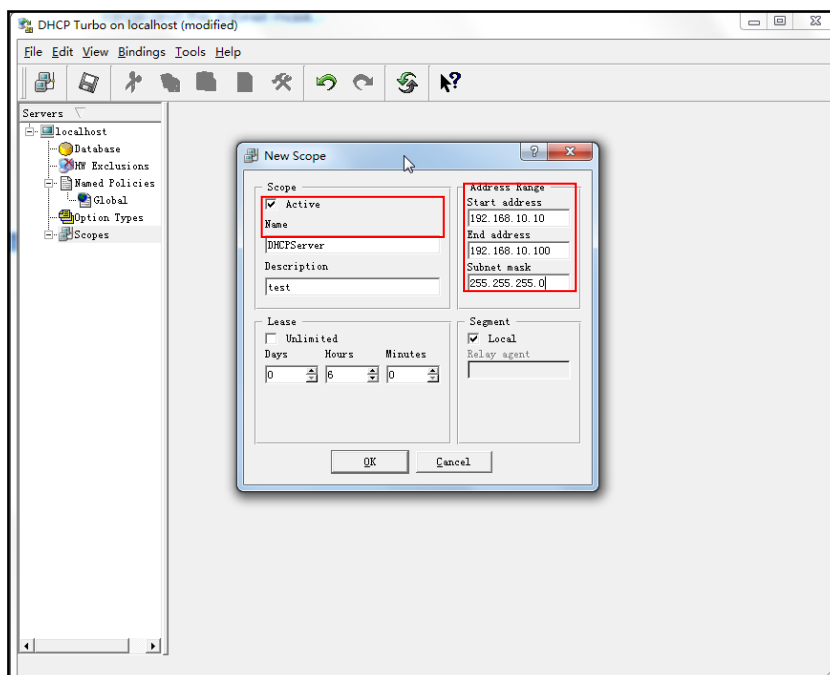 DHCP Turbo on localhost (modified)
File Edit View Bindings Tools Help
Servers
localhost
Database
HW Exclusions
Named Policies
Global
Option Types
Scopes
New Scope
Scope
Active
Name
DHCPServer
Description
test
Address Range
Start address
192.168.10.10
End address
192.168.10.100
Subnet mask
255.255.255.0
Lease
Unlimited
Days Hours Minutes
0 6 0
Segment
Local
Relay agent
OK Cancel